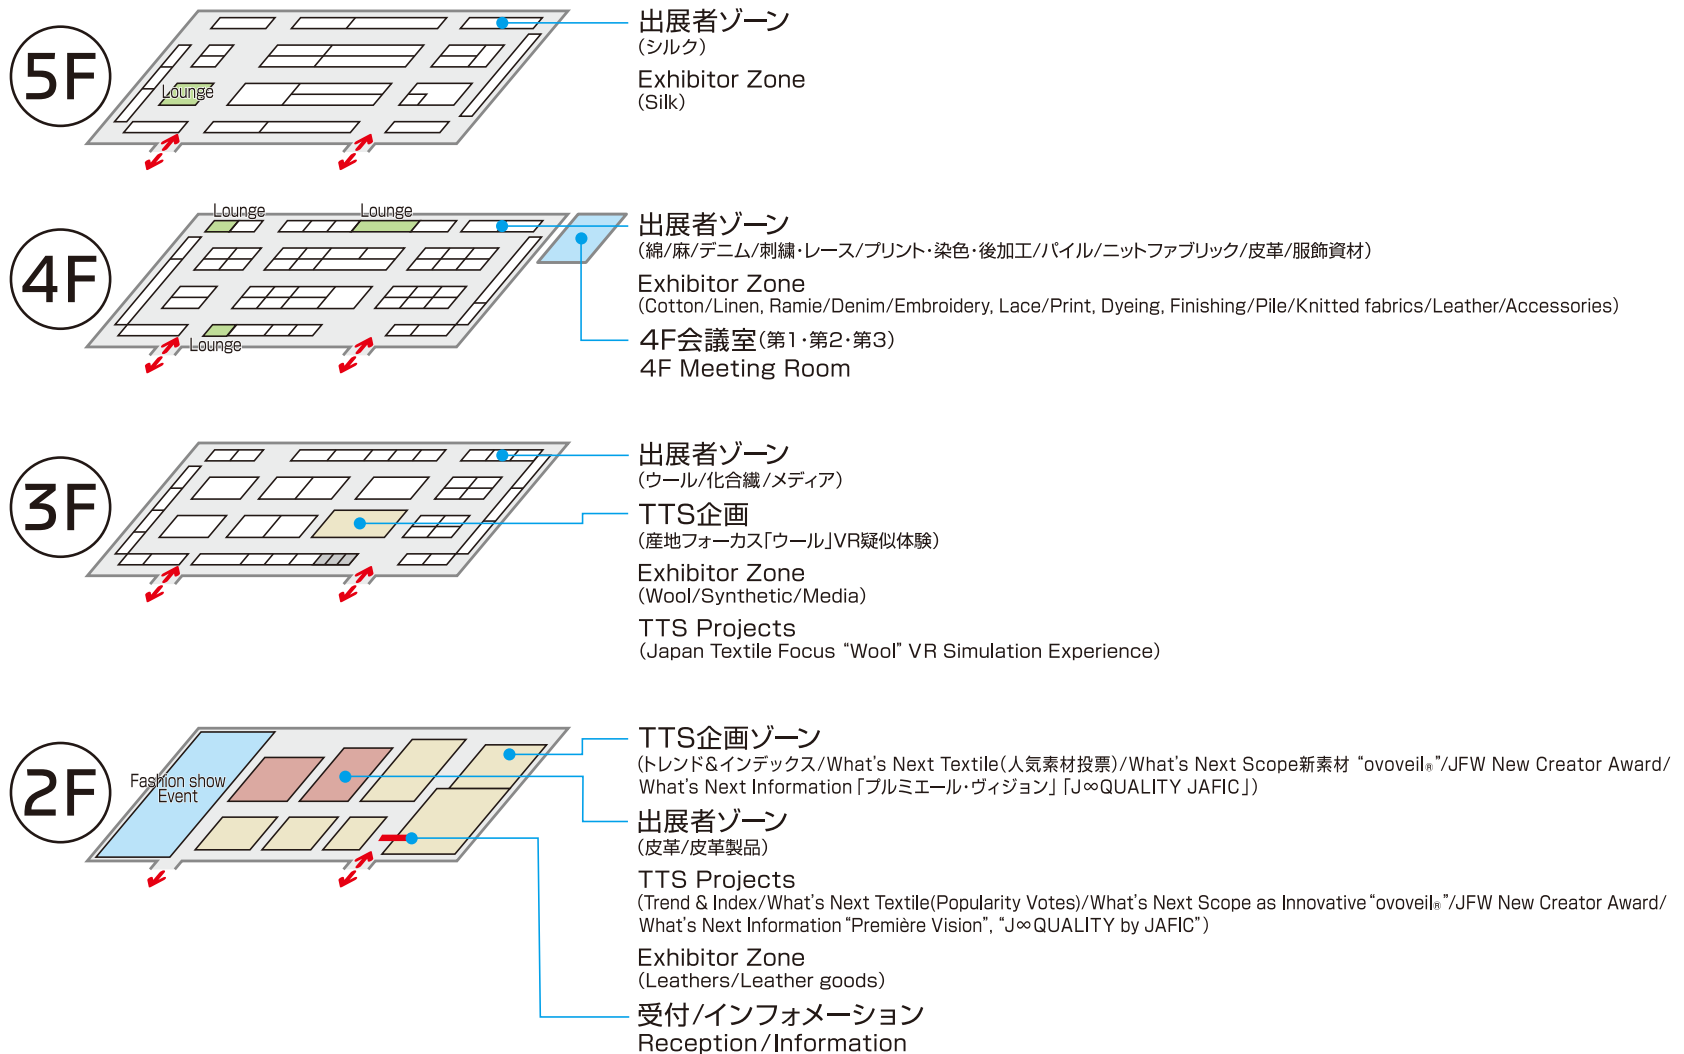 5F
Lounge
出展者ゾーン
(シルク)
Exhibitor Zone
(Silk)
4F
Lounge
Lounge
Lounge
出展者ゾーン
(綿/麻/デニム/刺繍・レース/プリント・染色・後加工/パイル/ニットファブリック/皮革/服飾資材)
Exhibitor Zone
(Cotton/Linen, Ramie/Denim/Embroidery, Lace/Print, Dyeing, Finishing/Pile/Knitted fabrics/Leather/Accessories)
4F会議室(第1・第2・第3)
4F Meeting Room
3F
出展者ゾーン
(ウール/化合繊/メディア)
TTS企画
(産地フォーカス「ウール」VR疑似体験)
Exhibitor Zone
(Wool/Synthetic/Media)
TTS Projects
(Japan Textile Focus “Wool” VR Simulation Experience)
2F
Fashion show
Event
TTS企画ゾーン
(トレンド&インデックス/What's Next Textile(人気素材投票)/What's Next Scope新素材 “ovoveil®”/JFW New Creator Award/
What's Next Information「プルミエール・ヴィジョン」「J∞QUALITY JAFIC」)
出展者ゾーン
(皮革/皮革製品)
TTS Projects
(Trend & Index/What's Next Textile(Popularity Votes)/What's Next Scope as Innovative “ovoveil®”/JFW New Creator Award/
What's Next Information “Première Vision”, “J∞QUALITY by JAFIC”)
Exhibitor Zone
(Leathers/Leather goods)
受付/インフォメーション
Reception/Information